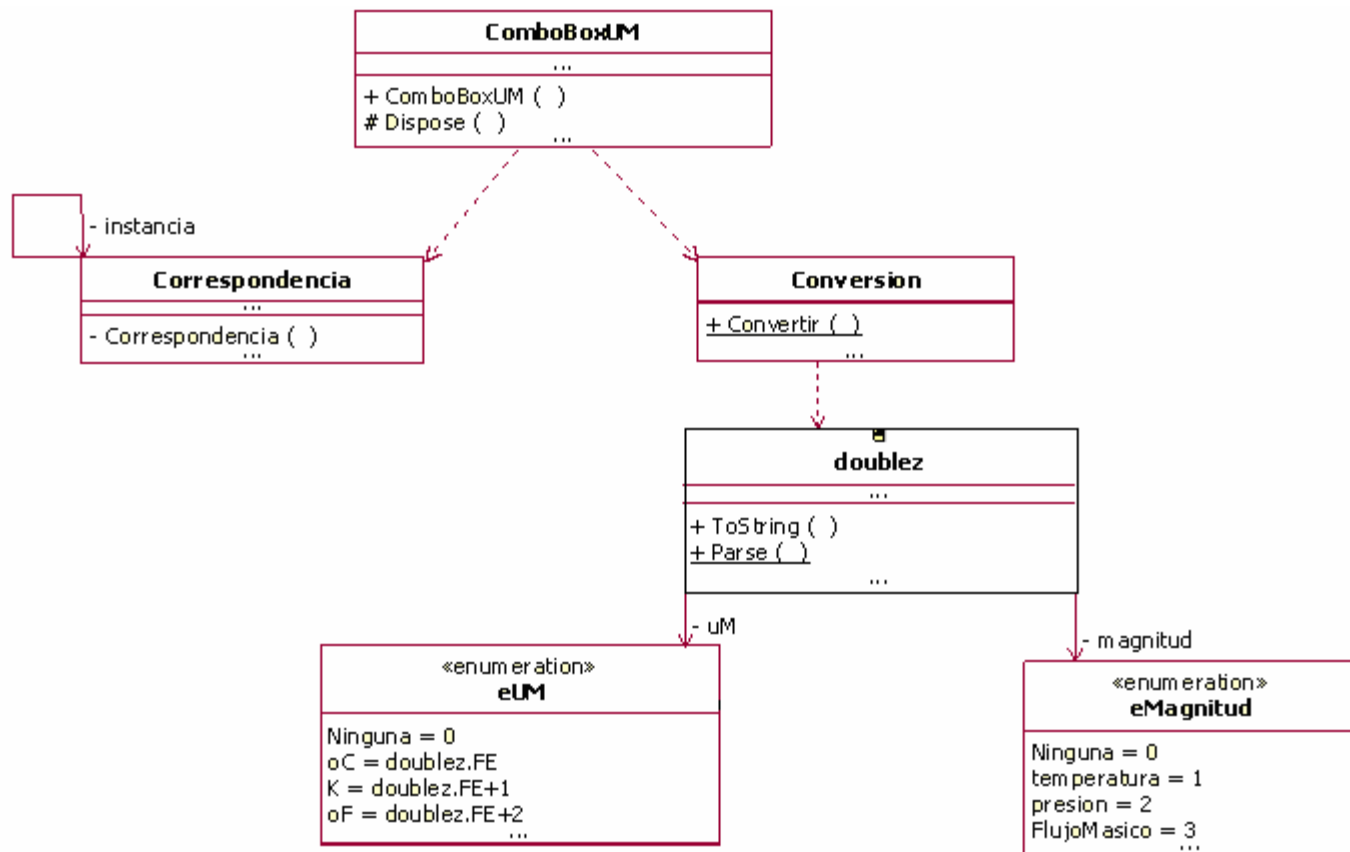 ComboBoxUM
...
+ ComboBoxUM ( )
# Dispose ( )
...
- instancia
Correspondencia
...
- Correspondencia ( )
...
Conversion
+ Convertir ( )
...
doublez
...
+ ToString ( )
+ Parse ( )
...
- uM
- magnitud
«enumeration»
eUM
Ninguna = 0
oC = doublez.FE
K = doublez.FE+1
oF = doublez.FE+2
...
«enumeration»
eMagnitud
Ninguna = 0
temperatura = 1
presion = 2
FlujoMasico = 3
...